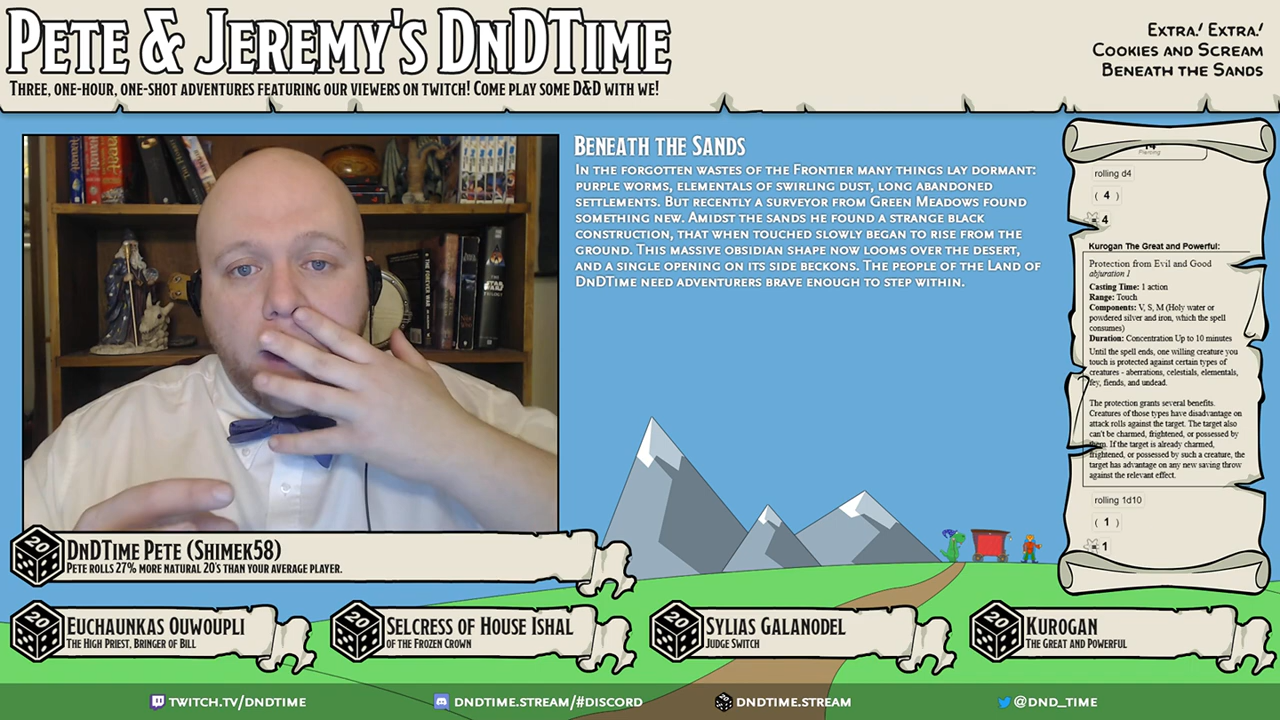 Pete & Jeremy's DnDTime
Three, one-hour, one-shot adventures featuring our viewers on twitch! Come play some D&D with we!
Extra! Extra!
Cookies and Scream
Beneath the Sands
Beneath the Sands
In the forgotten wastes of the Frontier many things lay dormant:
purple worms, elementals of swirling dust, long abandoned
settlements. But recently a surveyor from Green Meadows found
something new. Amidst the sands he found a strange black
construction, that when touched slowly began to rise from the
ground. This massive obsidian shape now looms over the desert,
and a single opening on its side beckons. The people of the Land of
DnDTime need adventurers brave enough to step within.
Piercing
rolling d4
( 4 )
= 4
Kurogan The Great and Powerful:
Protection from Evil and Good
abjuration 1
Casting Time: 1 action
Range: Touch
Components: V, S, M (Holy water or
powdered silver and iron, which the spell
consumes)
Duration: Concentration Up to 10 minutes
Until the spell ends, one willing creature you
touch is protected against certain types of
creatures - aberrations, celestials, elementals,
fey, fiends, and undead.
The protection grants several benefits.
Creatures of those types have disadvantage on
attack rolls against the target. The target also
can't be charmed, frightened, or possessed by
them. If the target is already charmed,
frightened, or possessed by such a creature, the
target has advantage on any new saving throw
against the relevant effect.
rolling 1d10
( 1 )
= 1
THE FOREVER WAR
STAR WARS
20
DnDTime Pete (Shimek58)
Pete rolls 27% more natural 20's than your average player.
20
Euchaunkas Ouwoupli
The High Priest, Bringer of Bill
20
Selcress of House Ishal
of the Frozen Crown
20
Sylias Galanodel
Judge Switch
20
Kurogan
The Great and Powerful
twitch.tv/dndtime
dndtime.stream/#discord
dndtime.stream
@dnd_time